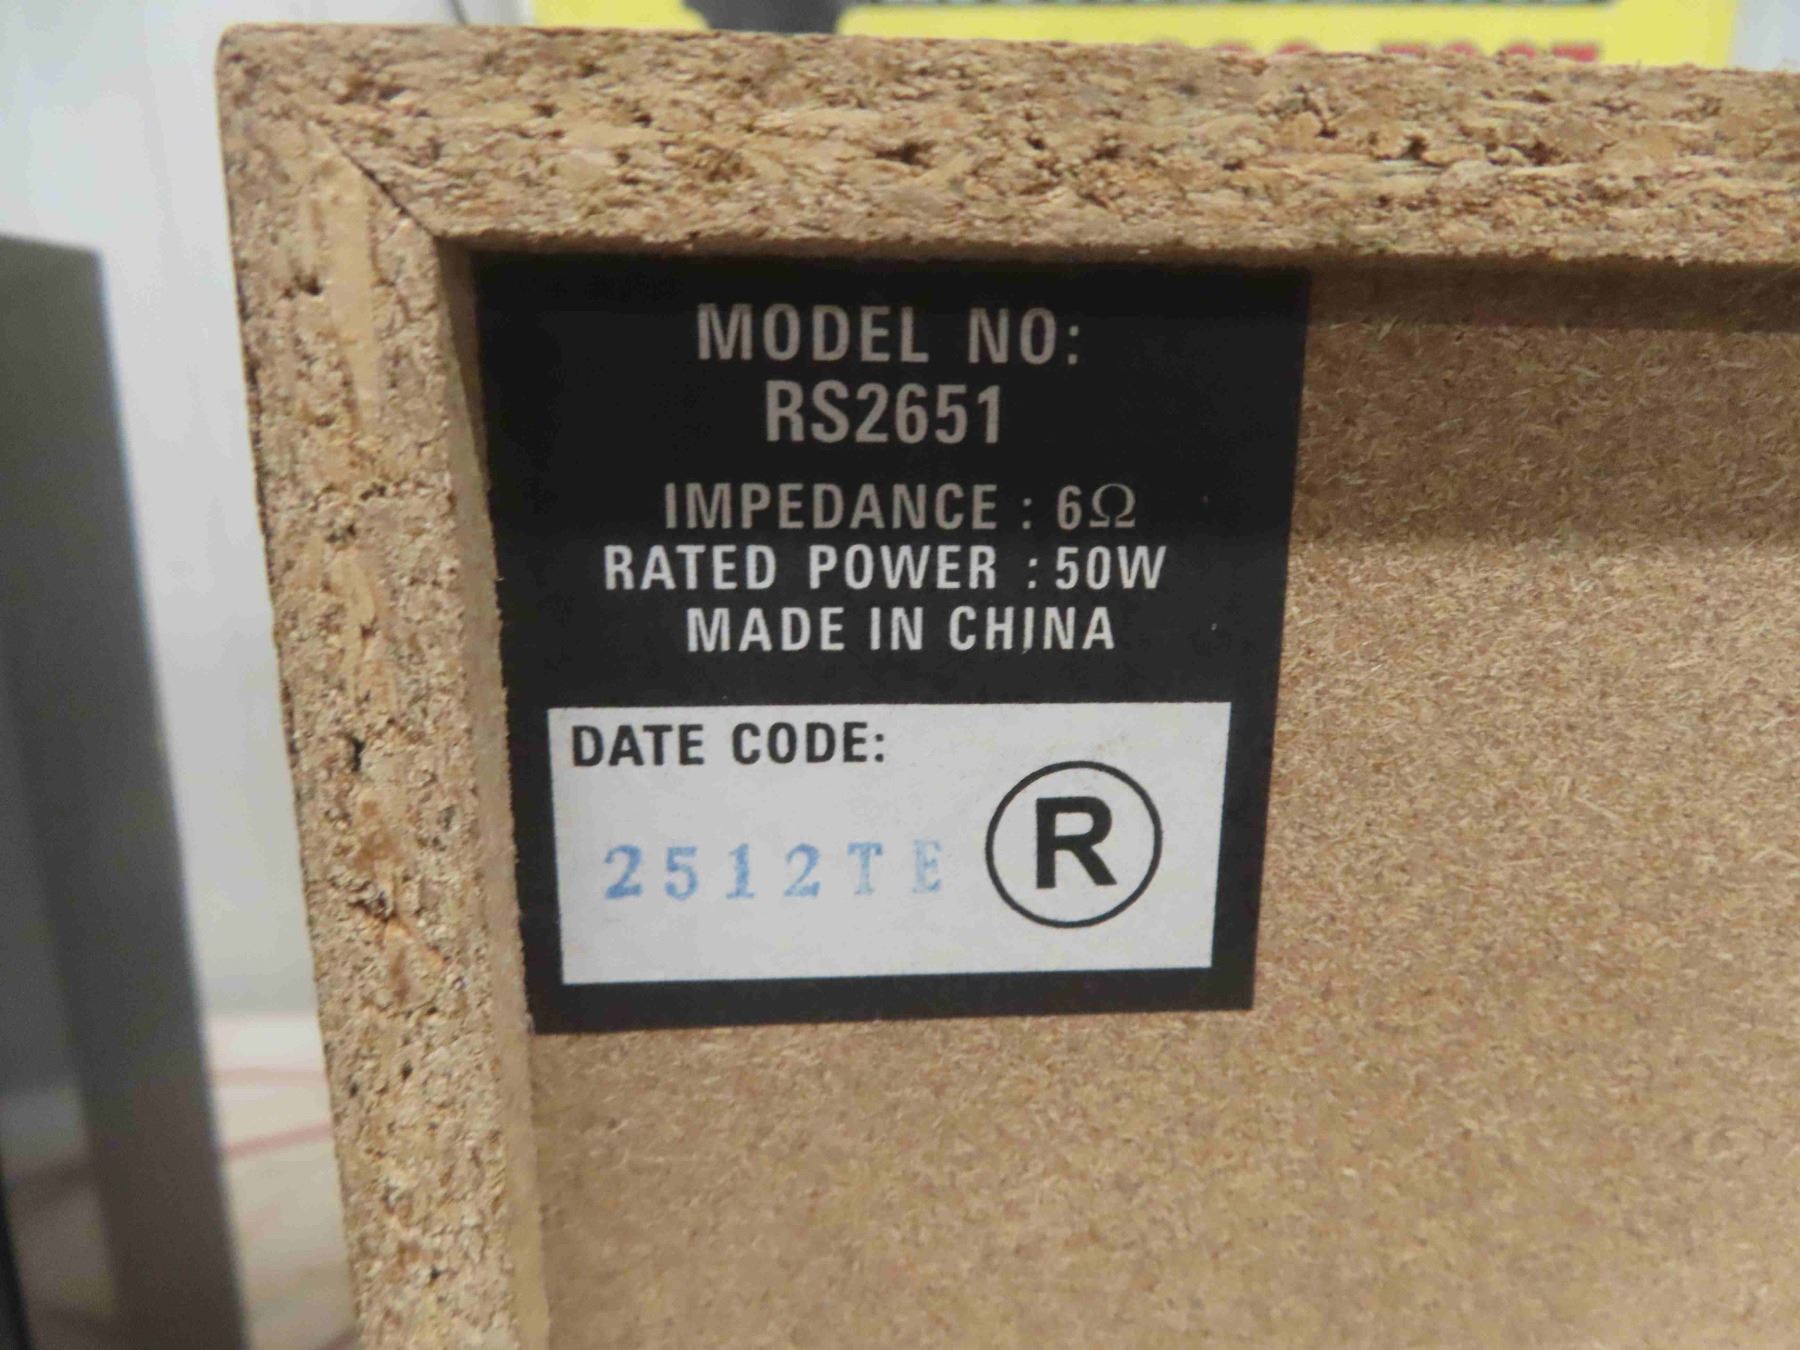 MODEL NO:
RS2651
IMPEDANCE : 6Ω
RATED POWER : 50W
MADE IN CHINA
DATE CODE:
2512TE
R